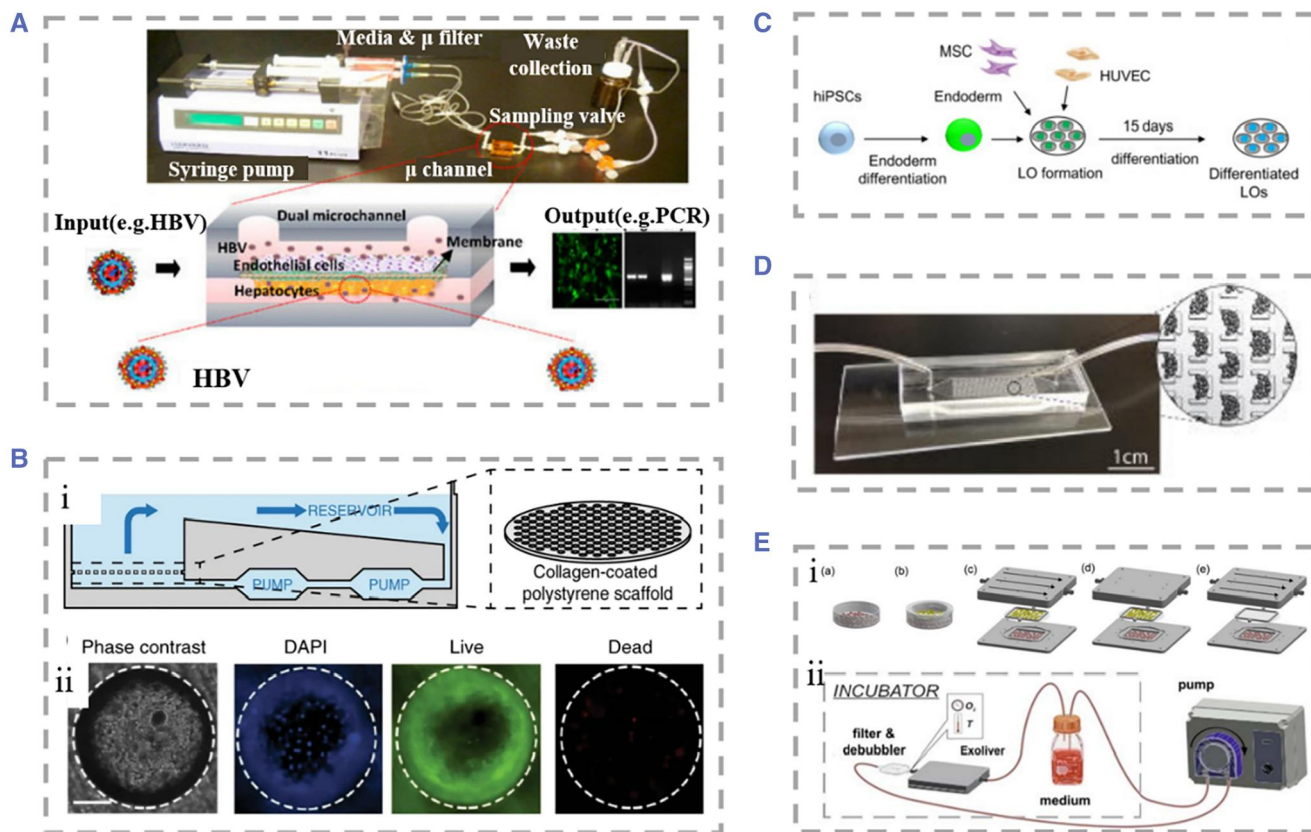 A
Media & µ filter
Waste
collection
Sampling valve
Syringe pump
µ channel
Input(e.g.HBV)
Dual microchannel
Output(e.g.PCR)
HBV
Membrane
Endothelial cells
Hepatocytes
HBV
B
i
RESERVOIR
PUMP
PUMP
Collagen-coated
polystyrene scaffold
ii
Phase contrast
DAPI
Live
Dead
C
MSC
HUVEC
hiPSCs
Endoderm
15 days
Endoderm
differentiation
LO formation
differentiation
Differentiated
LOs
D
1cm
E
i
(a)
(b)
(c)
(d)
(e)
ii
INCUBATOR
O₂
T
filter &
debubbler
Exoliver
medium
pump